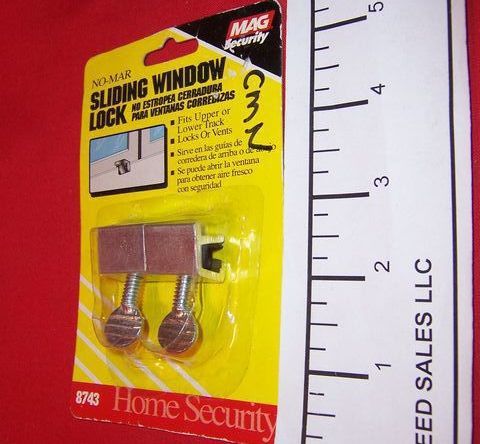 MAG
Security
NO-MAR
SLIDING WINDOW
LOCK NO ESTROPEA CERRADURA
PARA VENTANAS CORREDIZAS
• Fits Upper or
Lower Track
• Locks Or Vents
• Sirve en las guías de
corredera de arriba o de abajo
• Se puede abrir la ventana
para obtener aire fresco
con seguridad
8743 Home Security
5
4
3
2
1
EED SALES LLC